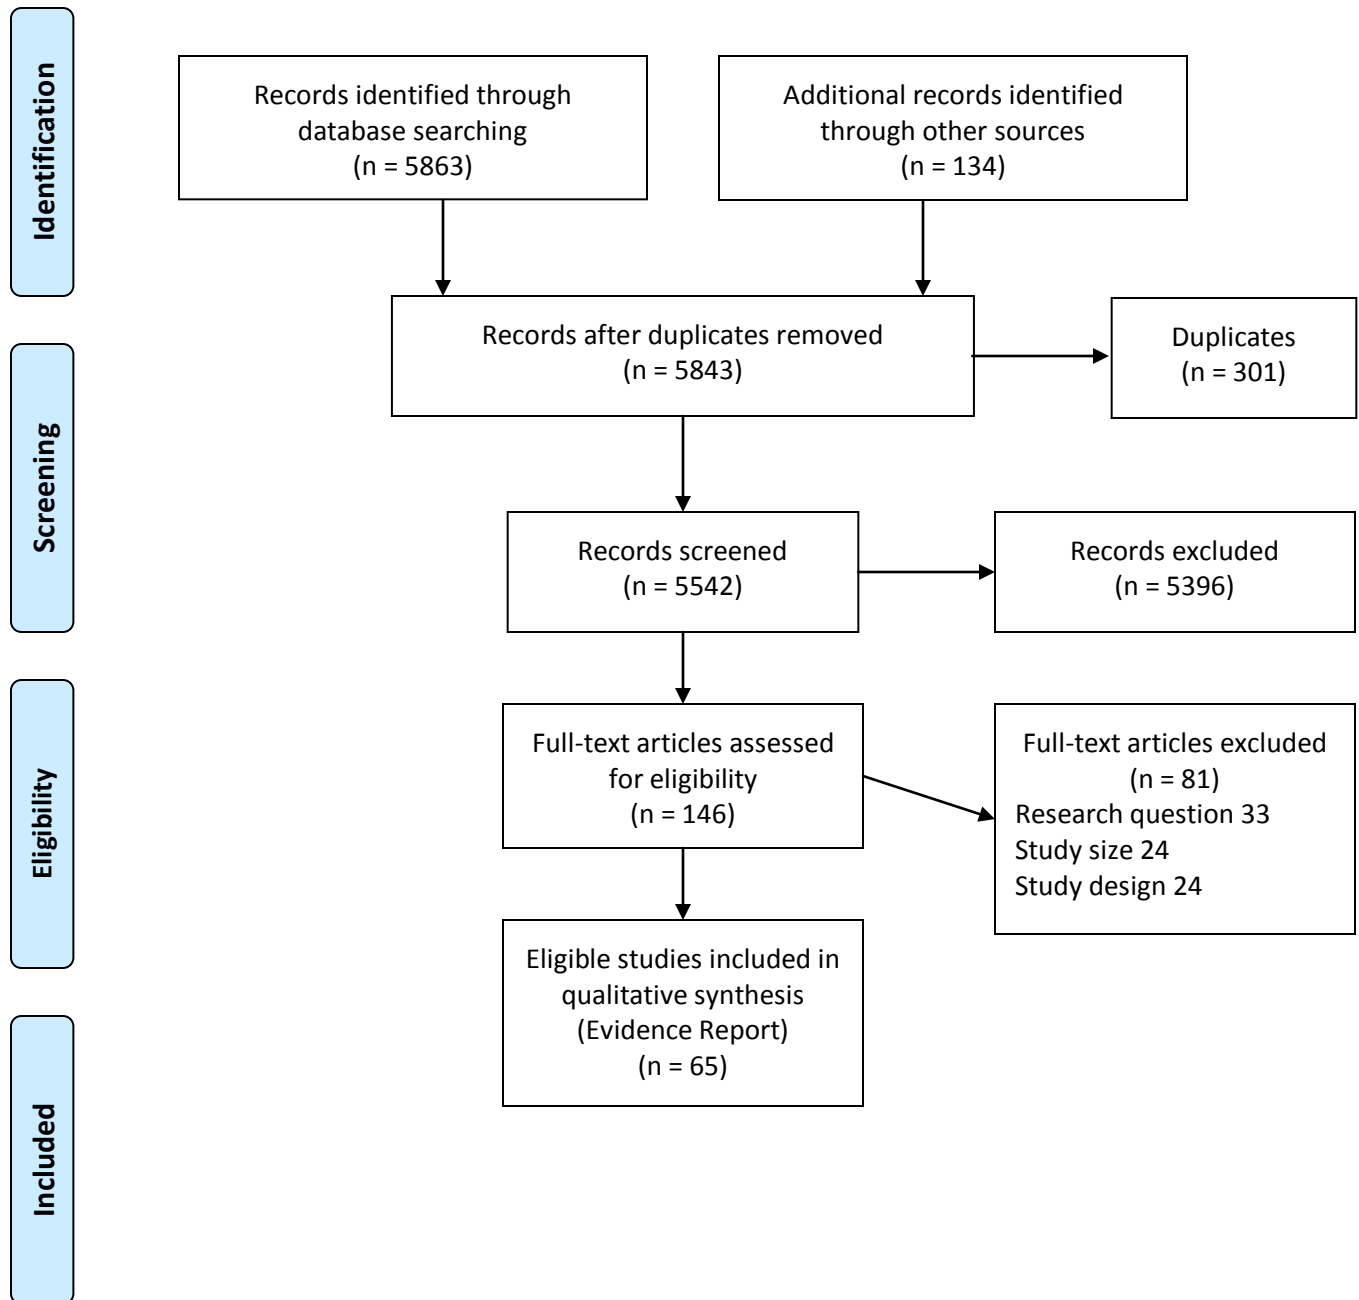 Identification
Records identified through
database searching
(n = 5863)
Additional records identified
through other sources
(n = 134)
Records after duplicates removed
(n = 5843)
Duplicates
(n = 301)
Screening
Records screened
(n = 5542)
Records excluded
(n = 5396)
Eligibility
Full-text articles assessed
for eligibility
(n = 146)
Full-text articles excluded
(n = 81)
Research question 33
Study size 24
Study design 24
Included
Eligible studies included in
qualitative synthesis
(Evidence Report)
(n = 65)